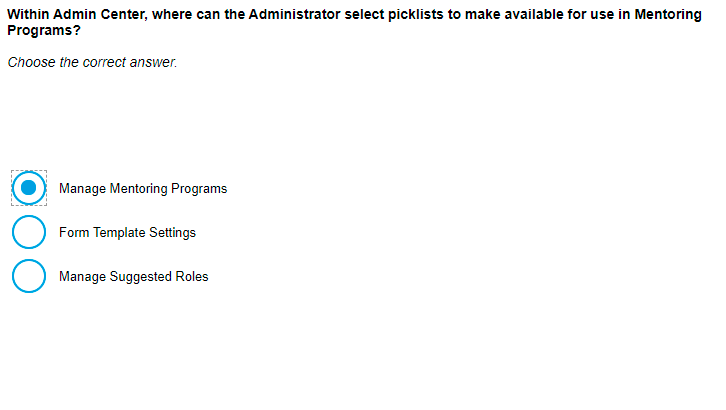 Within Admin Center, where can the Administrator select picklists to make available for use in Mentoring
Programs?
Choose the correct answer.
Manage Mentoring Programs
Form Template Settings
Manage Suggested Roles